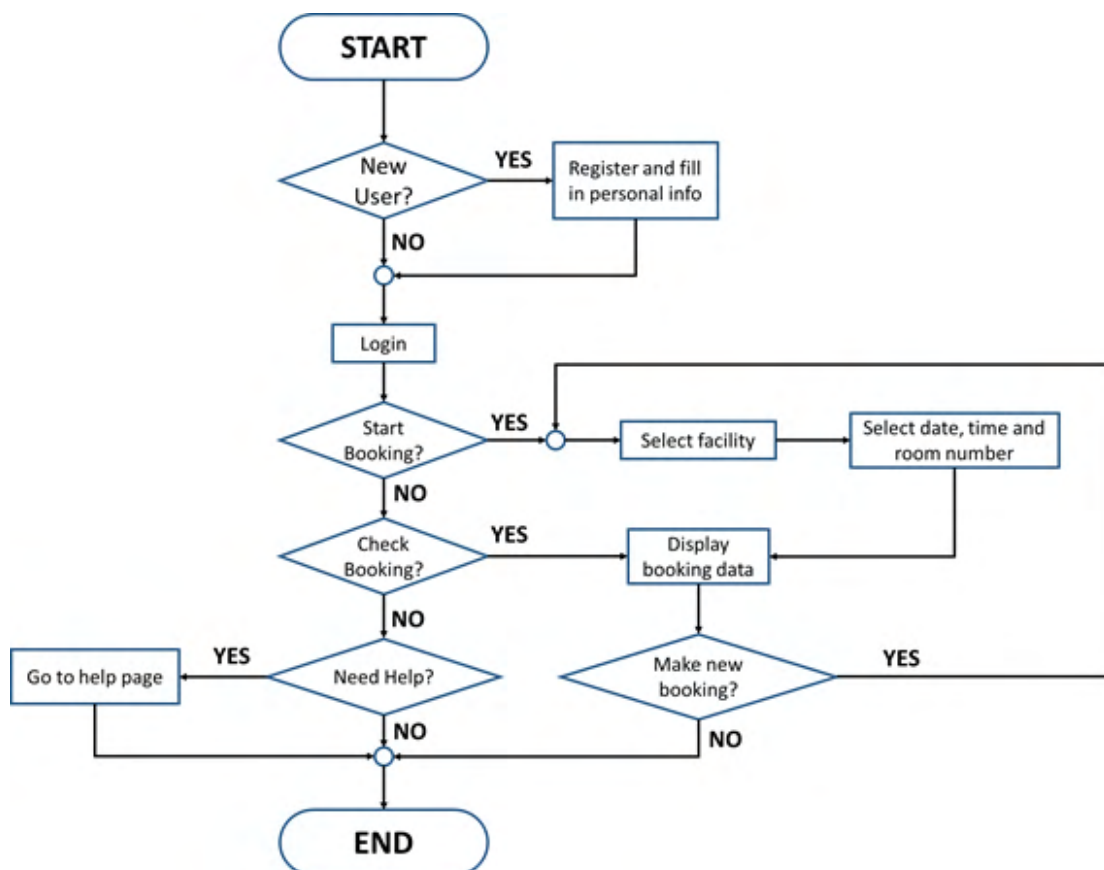 START
New
User?
YES
Register and fill
in personal info
NO
Login
Start
Booking?
YES
Select facility
Select date, time and
room number
NO
Check
Booking?
YES
Display
booking data
NO
Need Help?
YES
Go to help page
Make new
booking?
YES
NO
NO
END